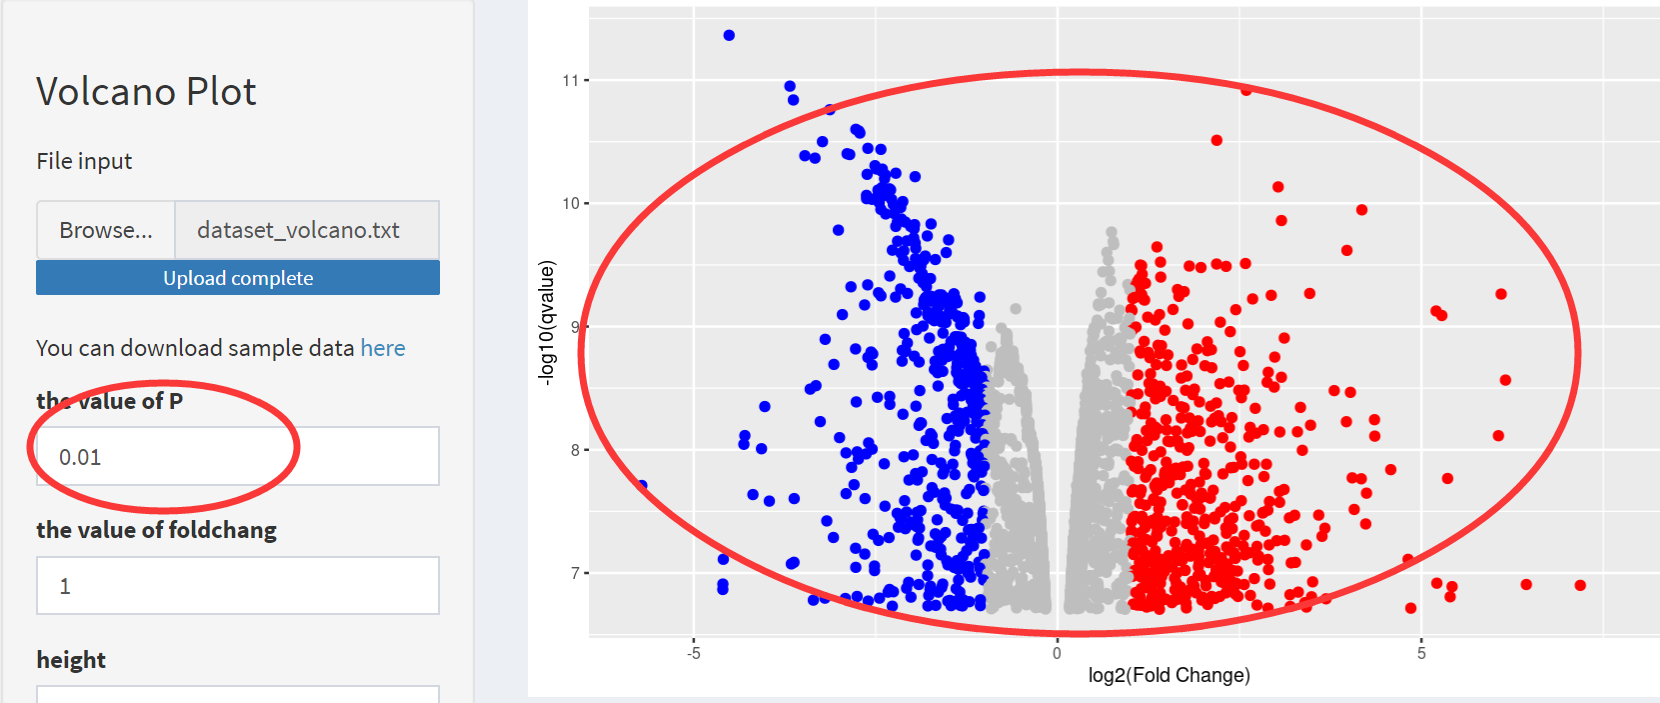 Volcano Plot
File input
Browse... dataset_volcano.txt
Upload complete
You can download sample data here
the value of P
0.01
the value of foldchang
1
height
-log10(qvalue)
11
10
9
8
7
-5 0 5
log2(Fold Change)